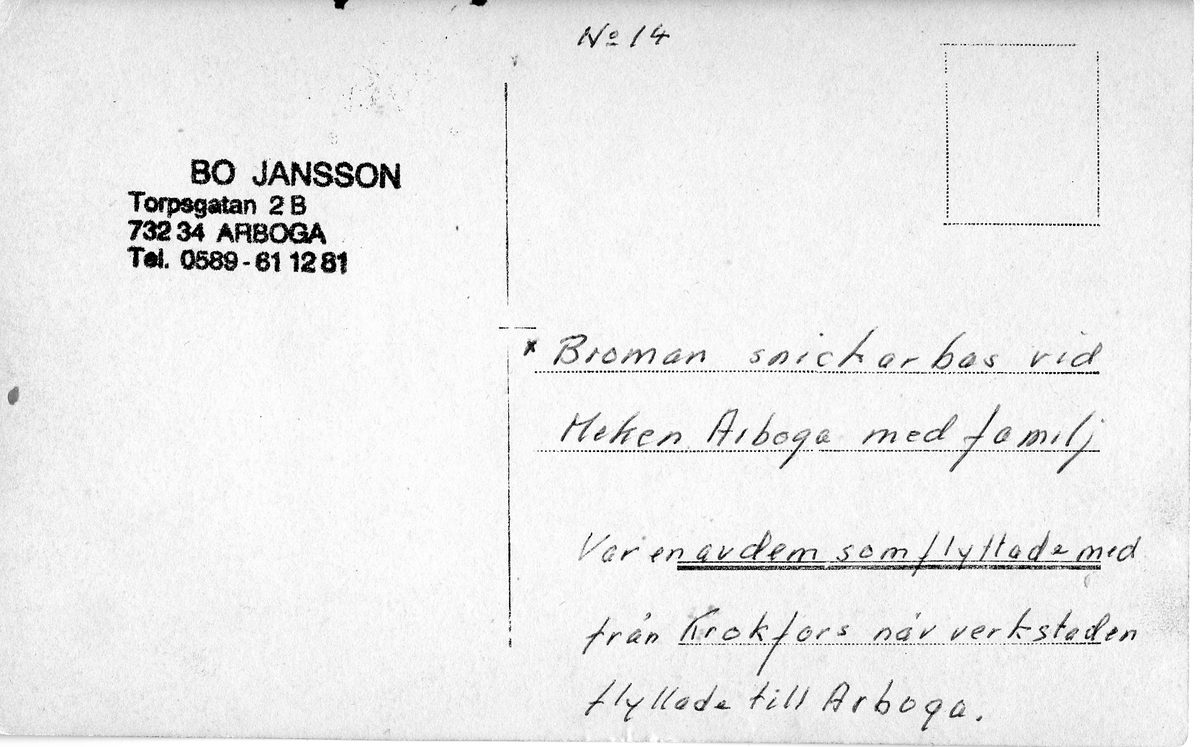 No 14
BO JANSSON
Torpsgatan 2 B
732 34 ARBOGA
Tel. 0589-61 12 81
x Broman snickarbas vid
Meken Arboga med familj
Var en av dem som flyttade med
från Krokfors när verkstaden
flyttade till Arboga.